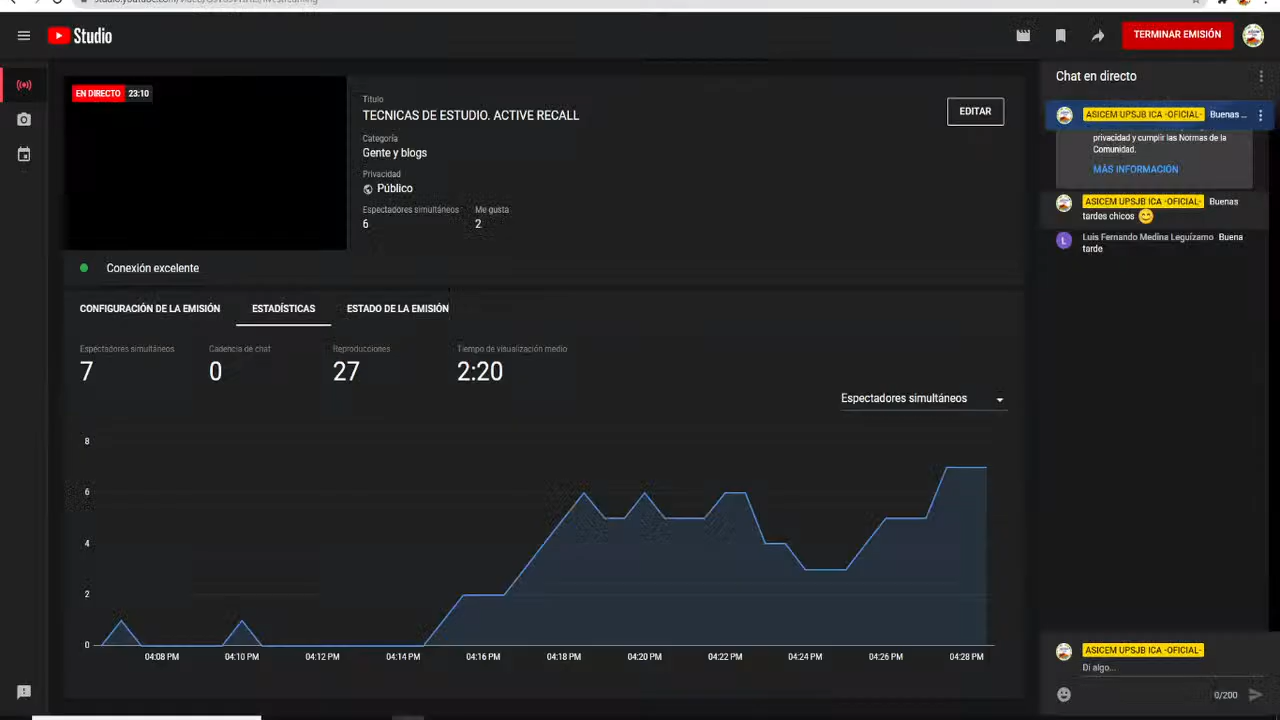 Studio
TERMINAR EMISIÓN
EN DIRECTO 23:10
Título
TECNICAS DE ESTUDIO. ACTIVE RECALL
EDITAR
Categoría
Gente y blogs
Privacidad
Público
Espectadores simultáneos Me gusta
6 2
Conexión excelente
CONFIGURACIÓN DE LA EMISIÓN ESTADÍSTICAS ESTADO DE LA EMISIÓN
Espectadores simultáneos Cadencia de chat Reproducciones Tiempo de visualización medio
7 0 27 2:20
Espectadores simultáneos
8
6
4
2
0
04:08 PM 04:10 PM 04:12 PM 04:14 PM 04:16 PM 04:18 PM 04:20 PM 04:22 PM 04:24 PM 04:26 PM 04:28 PM
Chat en directo
ASICEM UPSJB ICA -OFICIAL- Buenas ...
privacidad y cumplir las Normas de la
Comunidad.
MÁS INFORMACIÓN
ASICEM UPSJB ICA -OFICIAL- Buenas
tardes chicos
L Luis Fernando Medina Leguízamo Buena
tarde
ASICEM UPSJB ICA -OFICIAL-
Di algo...
0/200